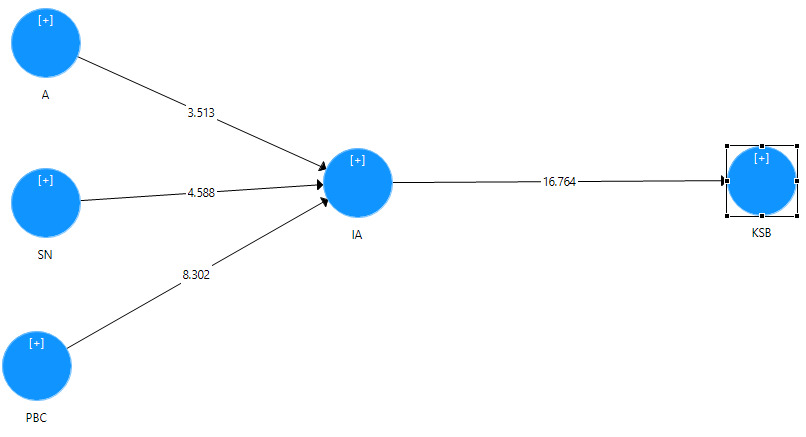 [+]
A
3.513
[+]
SN
4.588
[+]
IA
16.764
[+]
KSB
8.302
[+]
PBC